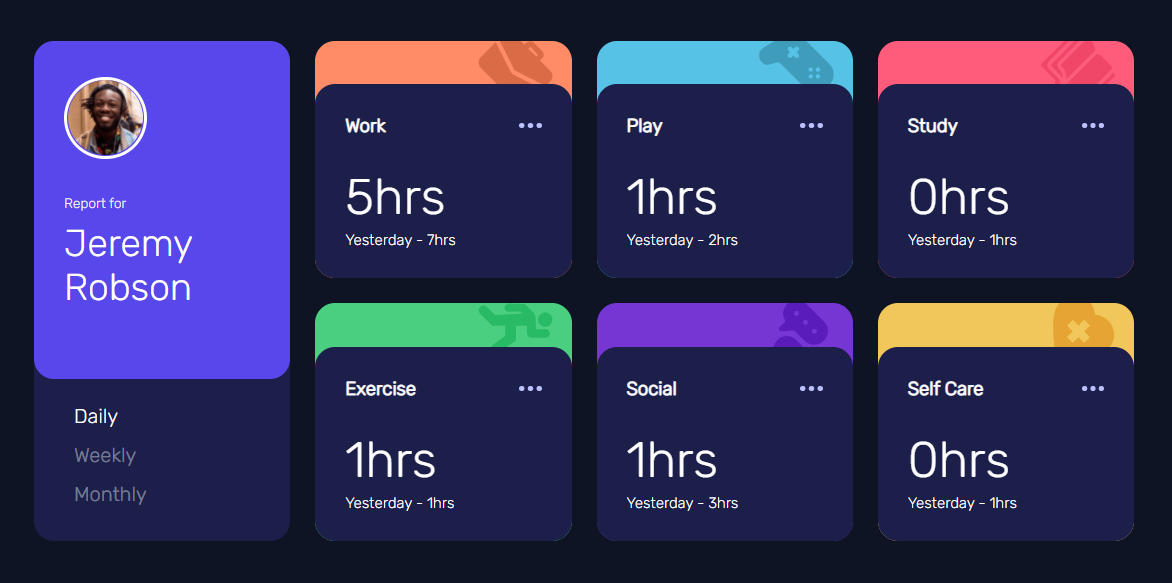 Report for
Jeremy
Robson
Daily
Weekly
Monthly
Work
5hrs
Yesterday - 7hrs
Play
1hrs
Yesterday - 2hrs
Study
0hrs
Yesterday - 1hrs
Exercise
1hrs
Yesterday - 1hrs
Social
1hrs
Yesterday - 3hrs
Self Care
0hrs
Yesterday - 1hrs